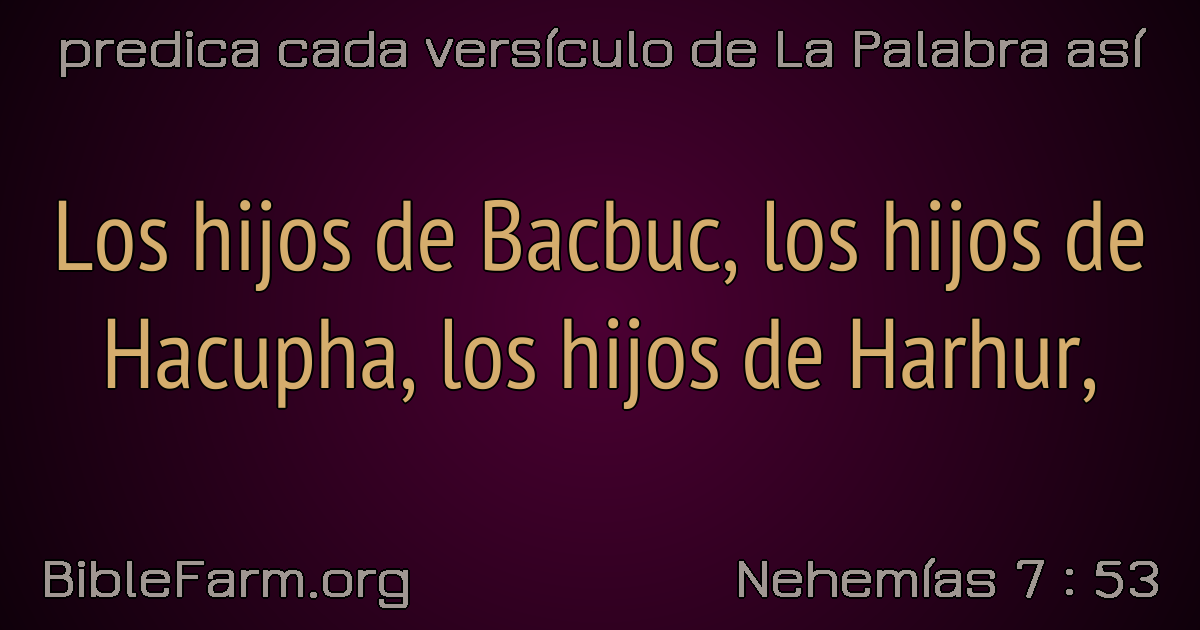 predica cada versículo de La Palabra así
Los hijos de Bacbuc, los hijos de
Hacupha, los hijos de Harhur,
BibleFarm.org
Nehemías 7 : 53